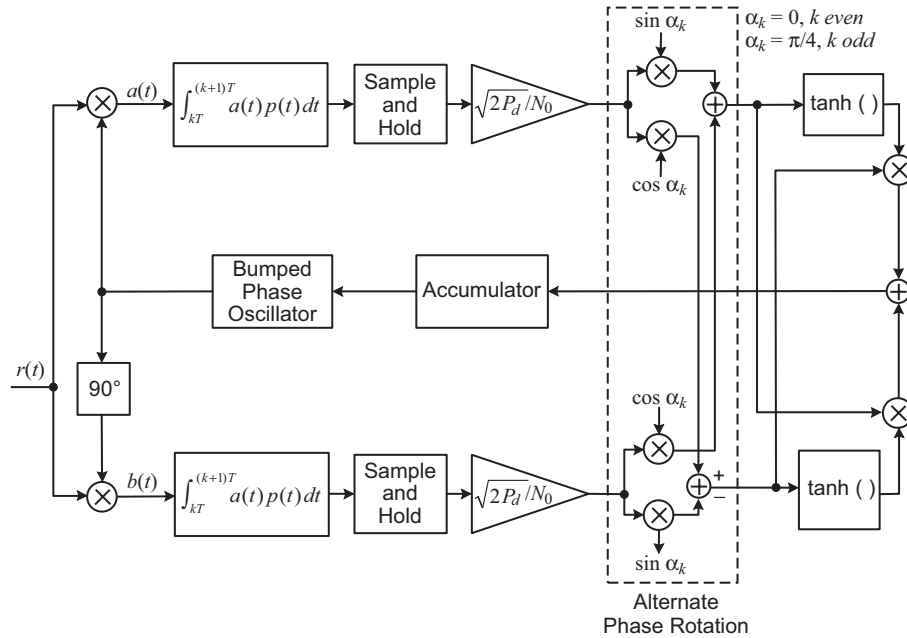 sin α_k
α_k = 0, k even
α_k = π/4, k odd
a(t)
∫_{kT}^{(k+1)T} a(t) p(t) dt
Sample
and
Hold
√2P_d/N_0
tanh ( )
cos α_k
Bumped
Phase
Oscillator
Accumulator
r(t)
90°
cos α_k
b(t)
∫_{kT}^{(k+1)T} a(t) p(t) dt
Sample
and
Hold
√2P_d/N_0
+
−
tanh ( )
sin α_k
Alternate
Phase Rotation